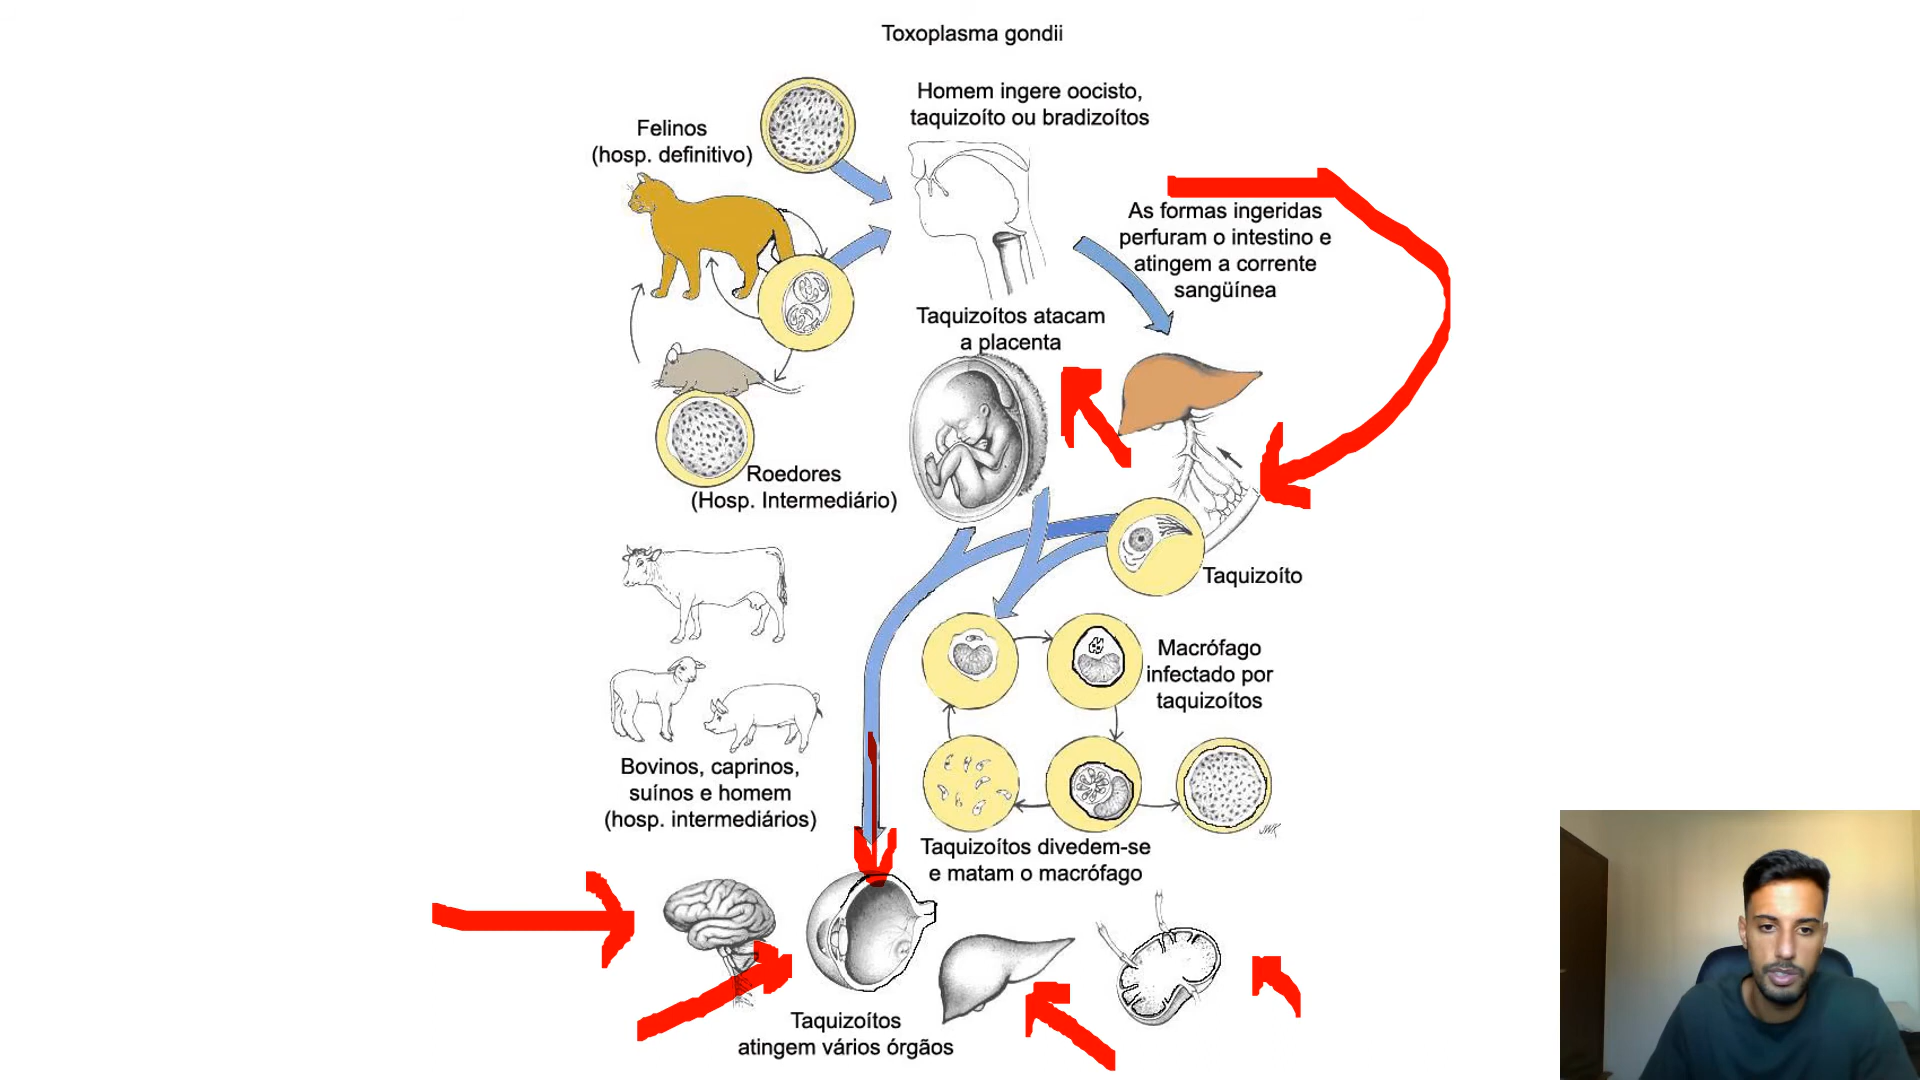 Toxoplasma gondii
Felinos
(hosp. definitivo)
Homem ingere oocisto,
taquizoíto ou bradizoítos
As formas ingeridas
perfuram o intestino e
atingem a corrente
sangüínea
Taquizoítos atacam
a placenta
Roedores
(Hosp. Intermediário)
Taquizoíto
Macrófago
infectado por
taquizoítos
Bovinos, caprinos,
suínos e homem
(hosp. intermediários)
JWK
Taquizoítos divedem-se
e matam o macrófago
Taquizoítos
atingem vários órgãos